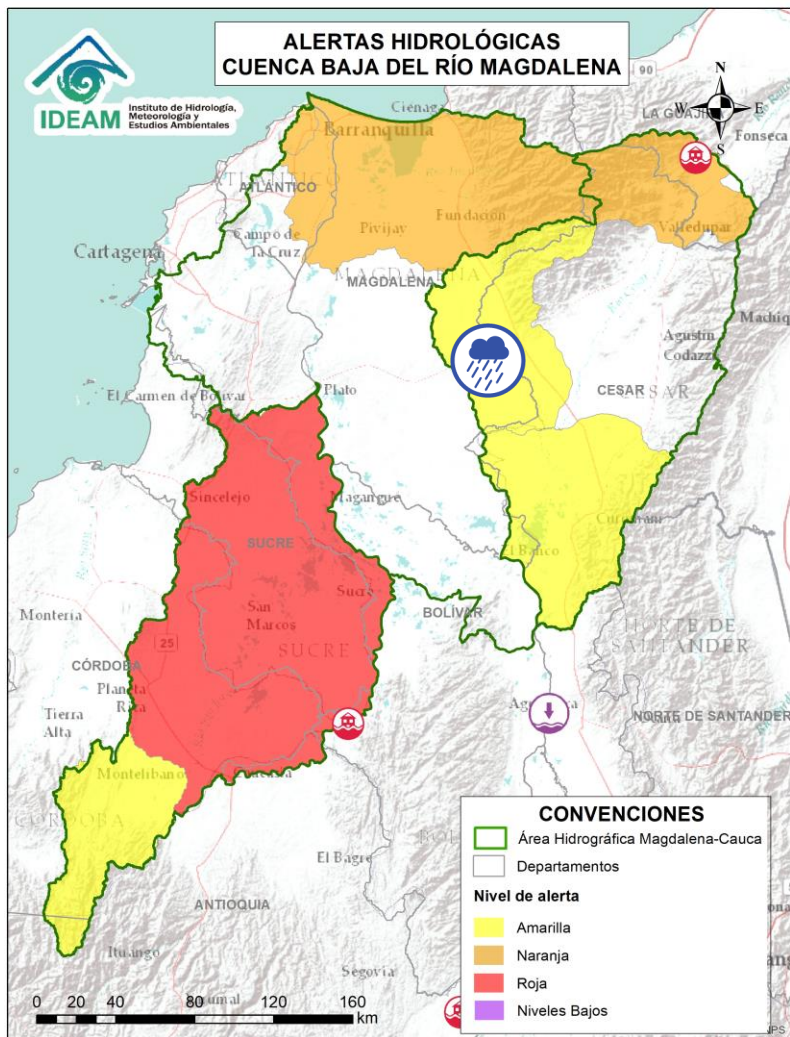 ALERTAS HIDROLÓGICAS
CUENCA BAJA DEL RÍO MAGDALENA
IDEAM
Instituto de Hidrología,
Meteorología y
Estudios Ambientales
N
W
E
S
90
LA GUAJIRA
Fonseca
Ciénaga
Barranquilla
ATLÁNTICO
Valledupar
Pivijay
Fundación
Campo de
la Cruz
Cartagena
MAGDALENA
MAGDALENA
Agustín
Codazzi
El Carmen de Bolívar
Plato
CESAR
CESAR
Sincelejo
Magangué
SUCRE
El Banco
Sucre
BOLÍVAR
Montería
San
Marcos
SUCRE
NORTE DE
SANTANDER
25
CÓRDOBA
Planeta
Rica
Tierra
Alta
NORTE DE SANTANDER
Montelíbano
CÓRDOBA
El Bagre
ANTIOQUIA
Ituango
Segovia
CONVENCIONES
Área Hidrográfica Magdalena-Cauca
Departamentos
Nivel de alerta
Amarilla
Naranja
Roja
Niveles Bajos
0 20 40 80 120 160
km